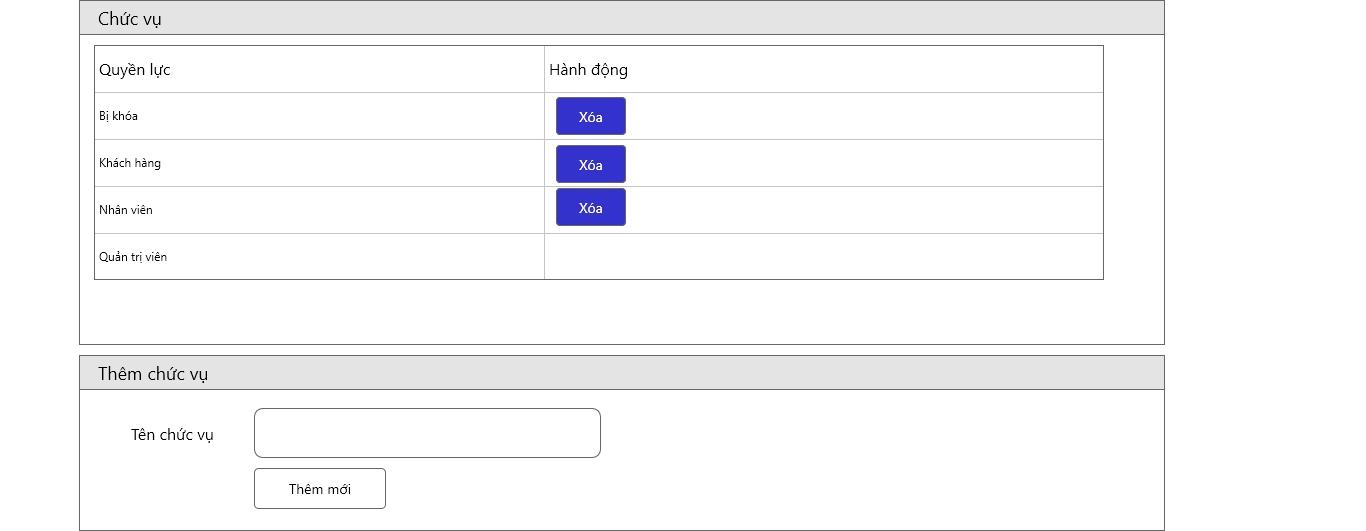 Chức vụ
Quyền lực Hành động
Bị khóa Xóa
Khách hàng Xóa
Nhân viên Xóa
Quản trị viên
Thêm chức vụ
Tên chức vụ
Thêm mới